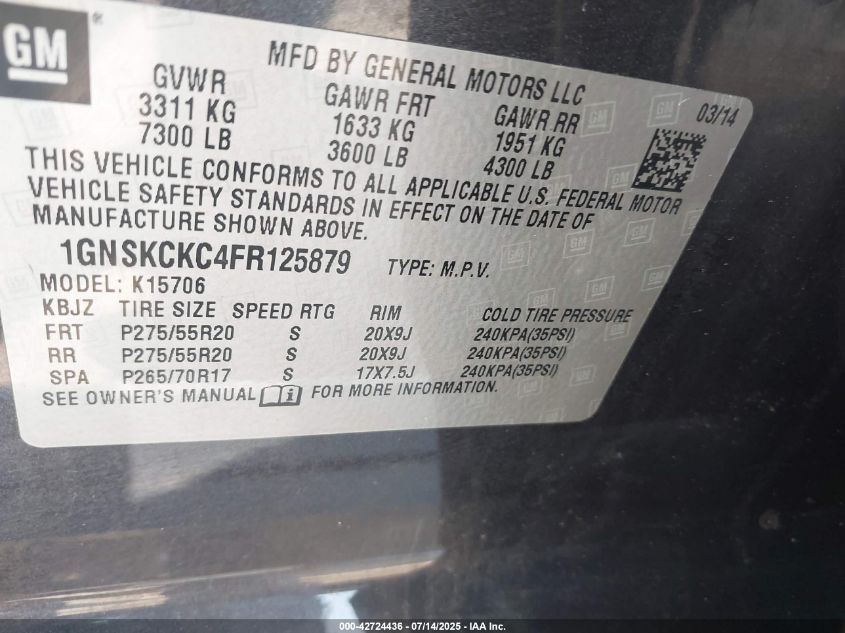 GM ®
MFD BY GENERAL MOTORS LLC
03/14
GVWR GAWR FRT GAWR RR
3311 KG 1633 KG 1951 KG
7300 LB 3600 LB 4300 LB
THIS VEHICLE CONFORMS TO ALL APPLICABLE U.S. FEDERAL MOTOR
VEHICLE SAFETY STANDARDS IN EFFECT ON THE DATE OF
MANUFACTURE SHOWN ABOVE.
1GNSKCKC4FR125879 TYPE: M.P.V.
MODEL: K15706
KBJZ TIRE SIZE SPEED RTG RIM COLD TIRE PRESSURE
FRT P275/55R20 S 20X9J 240KPA(35PSI)
RR P275/55R20 S 20X9J 240KPA(35PSI)
SPA P265/70R17 S 17X7.5J 240KPA(35PSI)
SEE OWNER'S MANUAL i FOR MORE INFORMATION.
000-42724436 - 07/14/2025 - IAA Inc.